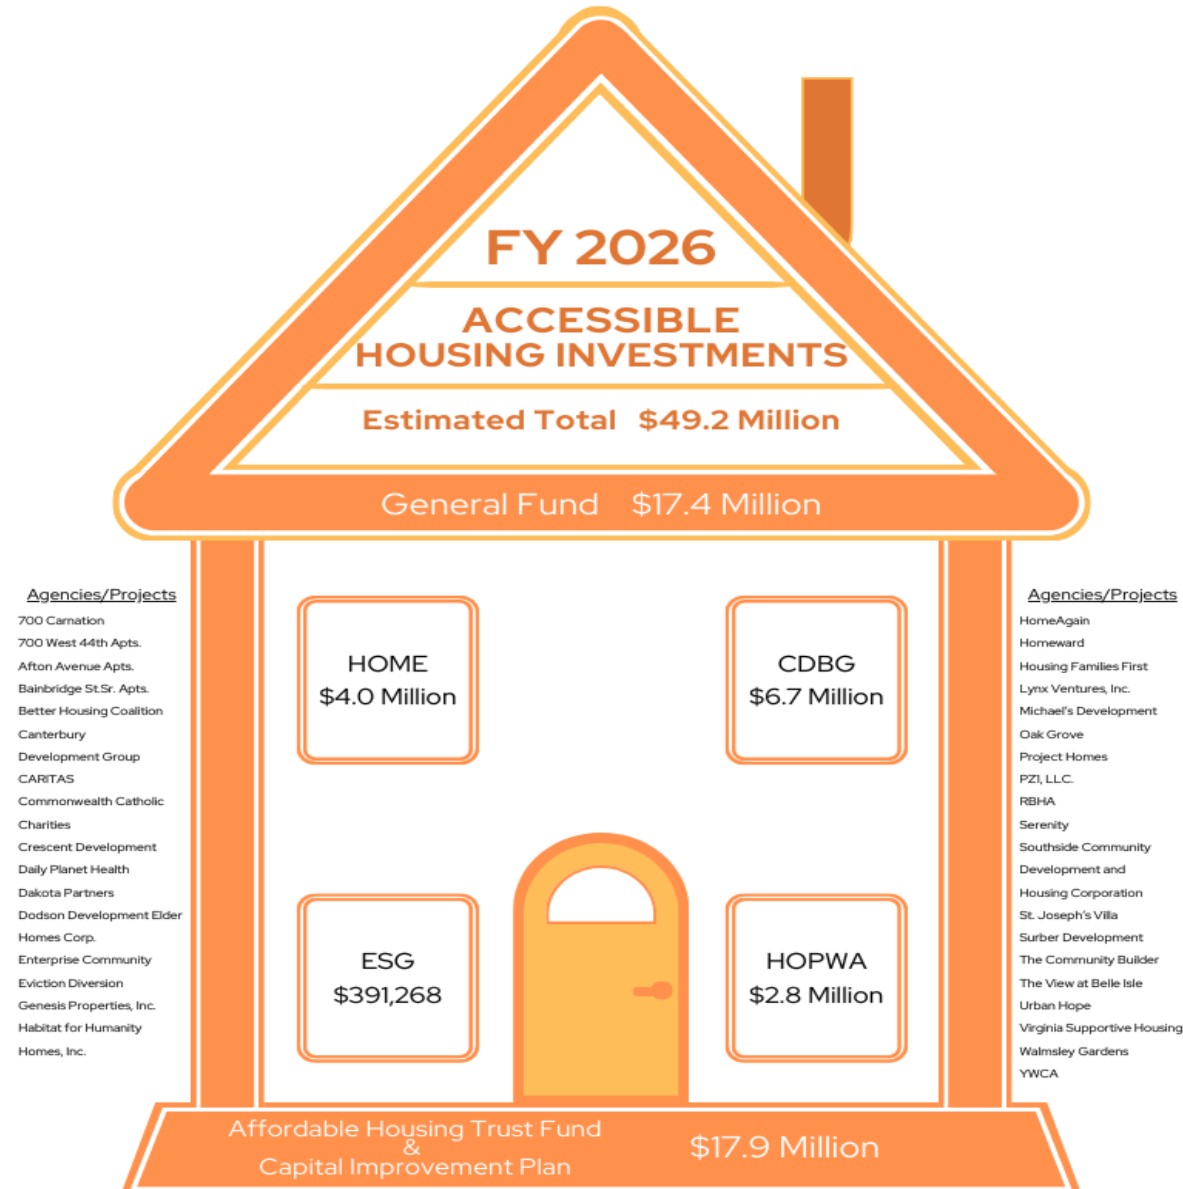 FY 2026
ACCESSIBLE
HOUSING INVESTMENTS
Estimated Total $49.2 Million
General Fund $17.4 Million
Agencies/Projects
700 Carnation
700 West 44th Apts.
Afton Avenue Apts.
Bainbridge St.Sr. Apts.
Better Housing Coalition
Canterbury
Development Group
CARITAS
Commonwealth Catholic
Charities
Crescent Development
Daily Planet Health
Dakota Partners
Dodson Development Elder
Homes Corp.
Enterprise Community
Eviction Diversion
Genesis Properties, Inc.
Habitat for Humanity
Homes, Inc.
HOME
$4.0 Million
CDBG
$6.7 Million
ESG
$391,268
HOPWA
$2.8 Million
Agencies/Projects
HomeAgain
Homeward
Housing Families First
Lynx Ventures, Inc.
Michael's Development
Oak Grove
Project Homes
PZ1, LLC.
RBHA
Serenity
Southside Community
Development and
Housing Corporation
St. Joseph's Villa
Surber Development
The Community Builder
The View at Belle Isle
Urban Hope
Virginia Supportive Housing
Walmsley Gardens
YWCA
Affordable Housing Trust Fund
&
Capital Improvement Plan
$17.9 Million